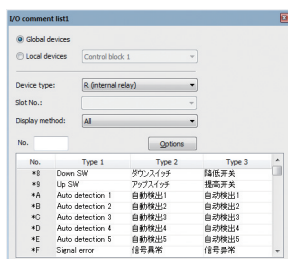 I/O comment list1
Global devices
Local devices Control block 1
Device type: R (internal relay)
Slot No.:
Display method: All
No. Options
No. Type 1 Type 2 Type 3
*8 Down SW ダウンスイッチ 降低开关
*9 Up SW アップスイッチ 提高开关
*A Auto detection 1 自動検出1 自动检出1
*B Auto detection 2 自動検出2 自动检出2
*C Auto detection 3 自動検出3 自动检出3
*D Auto detection 4 自動検出4 自动检出4
*E Auto detection 5 自動検出5 自动检出5
*F Signal error 信号異常 信号异常